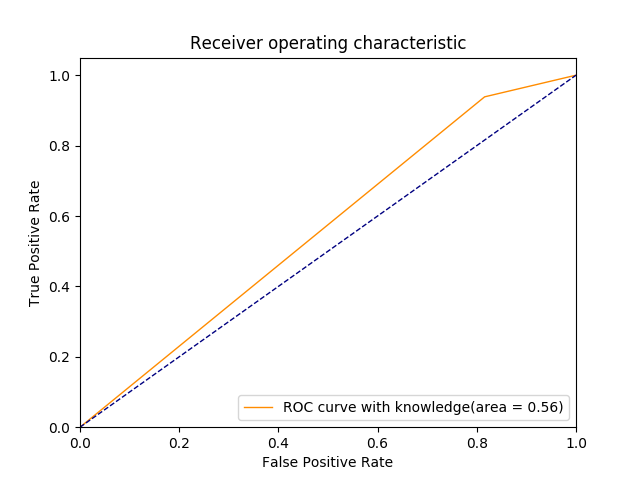 Receiver operating characteristic
True Positive Rate
1.0
0.8
0.6
0.4
0.2
0.0
ROC curve with knowledge(area = 0.56)
0.0 0.2 0.4 0.6 0.8 1.0
False Positive Rate